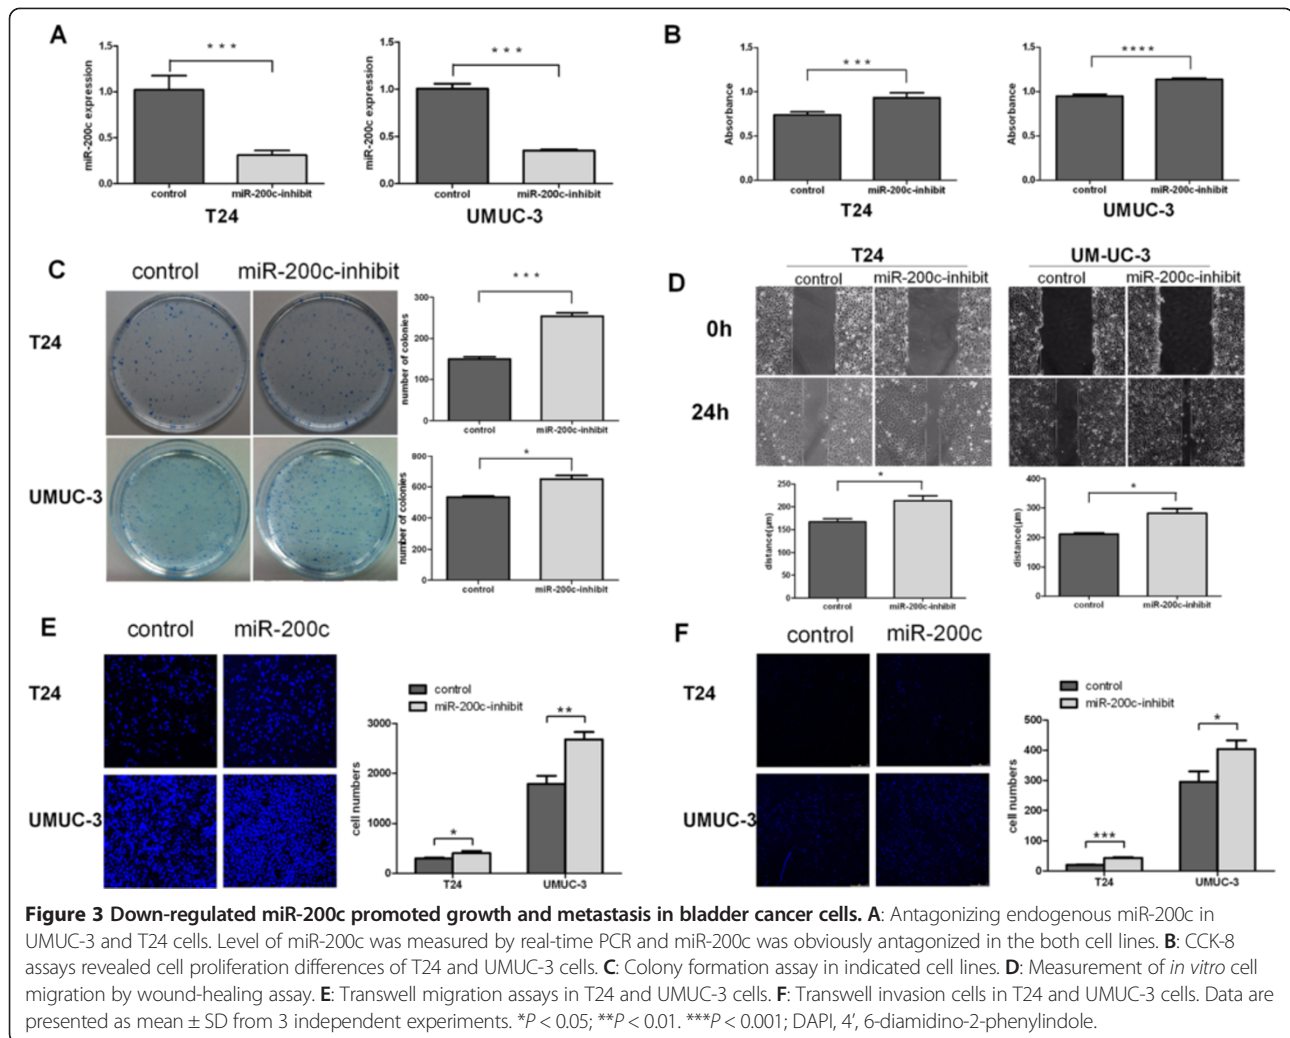 A
miR-200c expression
1.5
1.0
0.5
0.0
* * *
control
miR-200c-inhibit
T24
miR-200c expression
1.5
1.0
0.5
0.0
* * *
control
miR-200c-inhibit
UMUC-3
B
Absorbance
1.5
1.0
0.5
0.0
* * *
control
miR-200c-inhibit
T24
Absorbance
1.5
1.0
0.5
0.0
****
control
miR-200c-inhibit
UMUC-3
C
control
miR-200c-inhibit
T24
UMUC-3
number of colonies
300
200
100
0
* * *
control
miR-200c-inhibit
number of colonies
800
600
400
200
0
*
control
miR-200c-inhibit
D
T24
UM-UC-3
control
miR-200c-inhibit
control
miR-200c-inhibit
0h
24h
distance(μm)
250
200
150
100
50
0
*
control
miR-200c-inhibit
distance(μm)
400
300
200
100
0
*
control
miR-200c-inhibit
E
control
miR-200c
T24
UMUC-3
control
miR-200c-inhibit
cell numbers
3000
2000
1000
0
*
**
T24
UMUC-3
F
control
miR-200c
T24
UMUC-3
control
miR-200c-inhibit
cell numbers
500
400
300
200
100
0
***
*
T24
UMUC-3
Figure 3 Down-regulated miR-200c promoted growth and metastasis in bladder cancer cells. A: Antagonizing endogenous miR-200c in
UMUC-3 and T24 cells. Level of miR-200c was measured by real-time PCR and miR-200c was obviously antagonized in the both cell lines. B: CCK-8
assays revealed cell proliferation differences of T24 and UMUC-3 cells. C: Colony formation assay in indicated cell lines. D: Measurement of in vitro cell
migration by wound-healing assay. E: Transwell migration assays in T24 and UMUC-3 cells. F: Transwell invasion cells in T24 and UMUC-3 cells. Data are
presented as mean ± SD from 3 independent experiments. *P < 0.05; **P < 0.01. ***P < 0.001; DAPI, 4′, 6-diamidino-2-phenylindole.